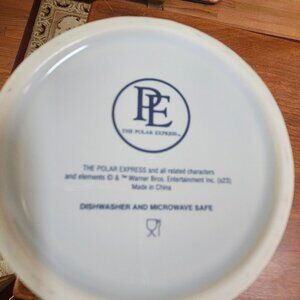 PE
THE POLAR EXPRESS™
THE POLAR EXPRESS and all related characters
and elements © & ™ Warner Bros. Entertainment Inc. (s23)
Made in China
DISHWASHER AND MICROWAVE SAFE